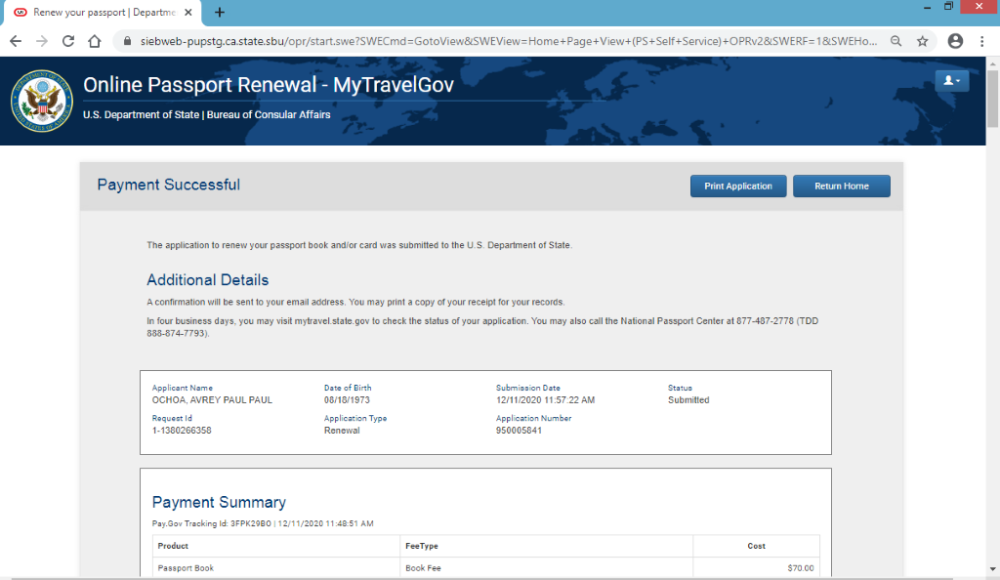 Renew your passport | Departme
siebweb-pupstg.ca.state.sbu/opr/start.swe?SWECmd=GotoView&SWEView=Home+Page+View+(PS+Self+Service)+OPRv2&SWERF=1&SWEHo...
Online Passport Renewal - MyTravelGov
U.S. Department of State | Bureau of Consular Affairs
Payment Successful
Print Application
Return Home
The application to renew your passport book and/or card was submitted to the U.S. Department of State.
Additional Details
A confirmation will be sent to your email address. You may print a copy of your receipt for your records.
In four business days, you may visit mytravel.state.gov to check the status of your application. You may also call the National Passport Center at 877-487-2778 (TDD
888-874-7793).
Applicant Name Date of Birth Submission Date Status
OCHOA, AVREY PAUL PAUL 08/18/1973 12/11/2020 11:57:22 AM Submitted
Request Id Application Type Application Number
1-1380266358 Renewal 950005841
Payment Summary
Pay.Gov Tracking Id: 3FPK29BO | 12/11/2020 11:48:51 AM
Product FeeType Cost
Passport Book Book Fee $70.00